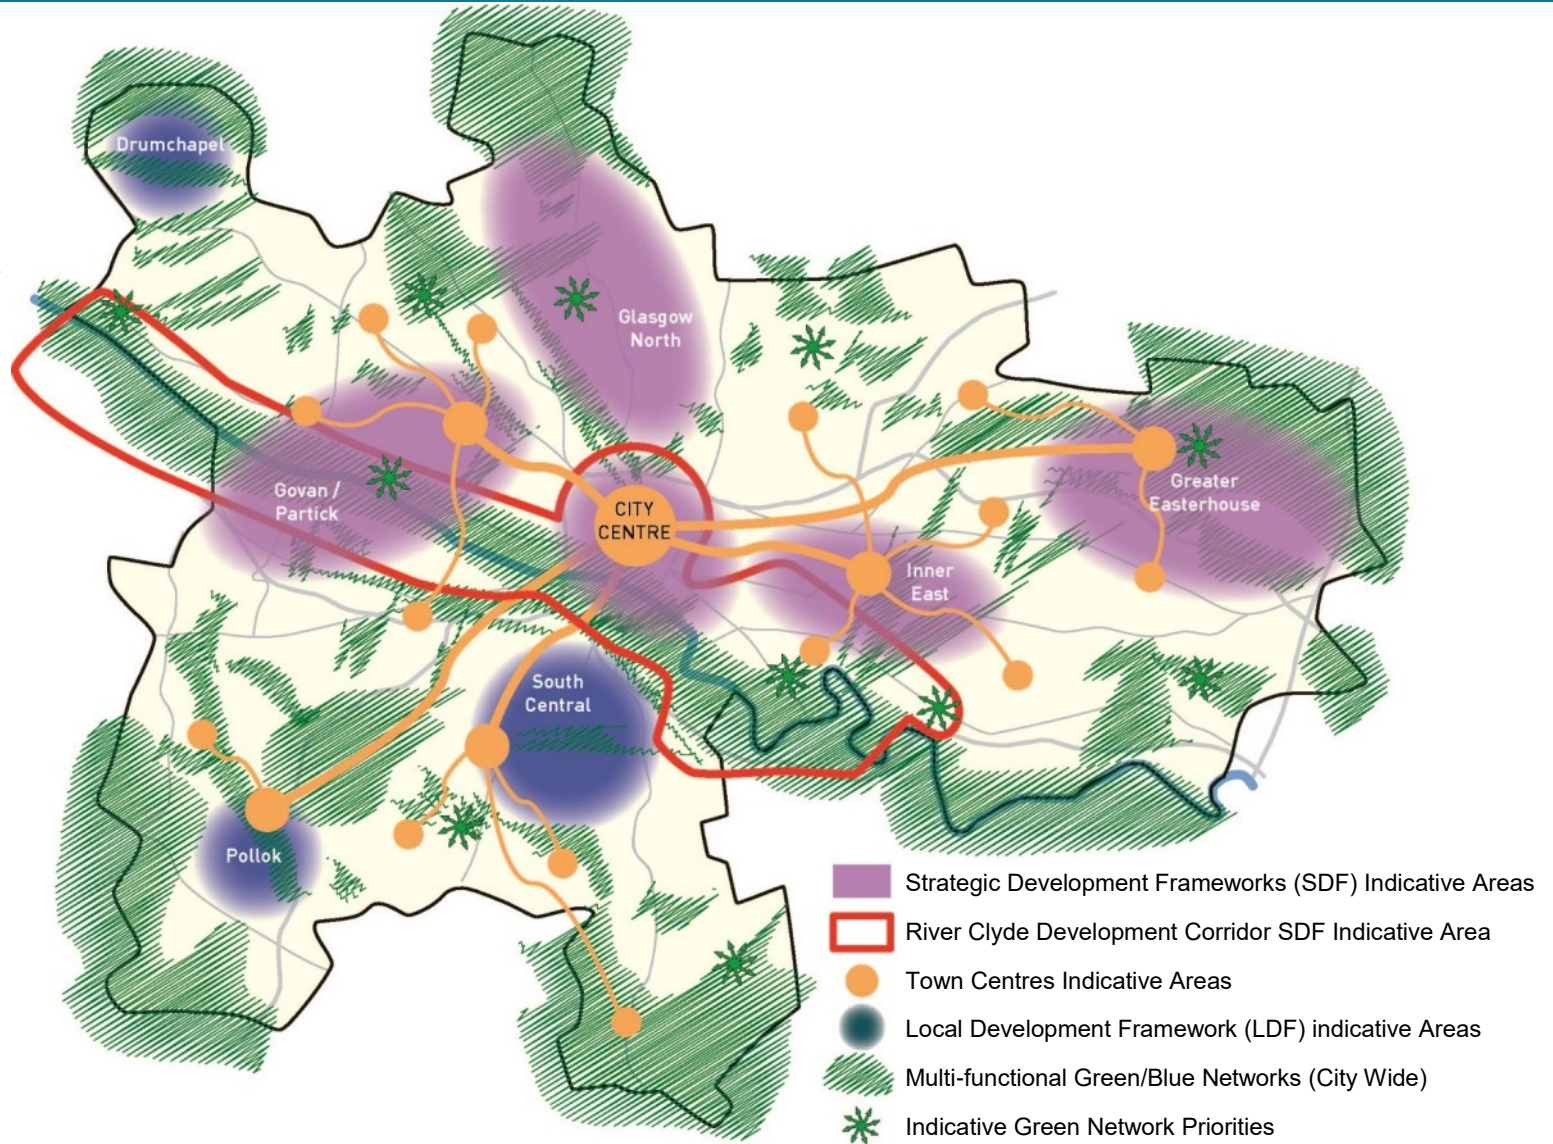 Drumchapel
Glasgow
North
Govan /
Partick
CITY
CENTRE
Greater
Easterhouse
Inner
East
South
Central
Pollok
Strategic Development Frameworks (SDF) Indicative Areas
River Clyde Development Corridor SDF Indicative Area
Town Centres Indicative Areas
Local Development Framework (LDF) indicative Areas
Multi-functional Green/Blue Networks (City Wide)
Indicative Green Network Priorities